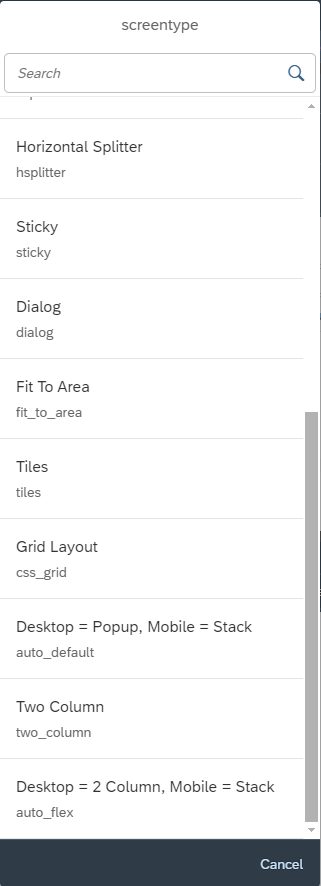 screentype
Search
Horizontal Splitter
hsplitter
Sticky
sticky
Dialog
dialog
Fit To Area
fit_to_area
Tiles
tiles
Grid Layout
css_grid
Desktop = Popup, Mobile = Stack
auto_default
Two Column
two_column
Desktop = 2 Column, Mobile = Stack
auto_flex
Cancel